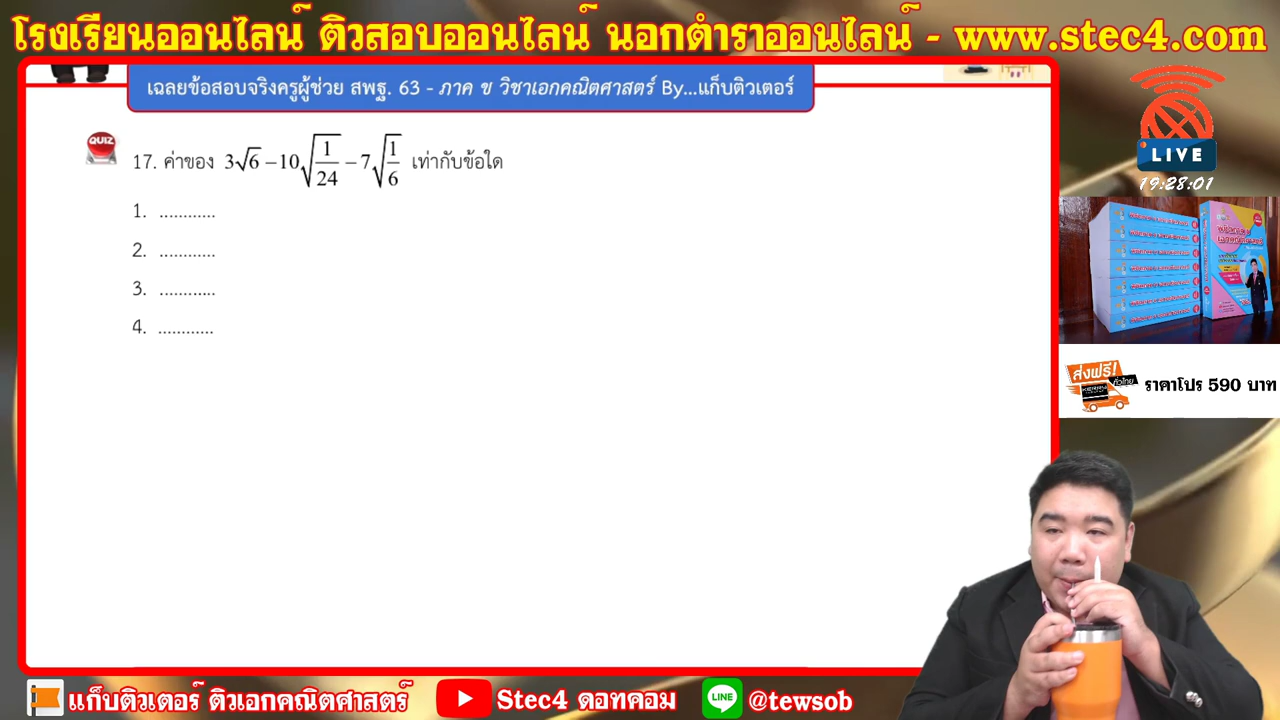 โรงเรียนออนไลน์ ติวสอบออนไลน์ นอกตำราออนไลน์ - www.stec4.com
เฉลยข้อสอบจริงครูผู้ช่วย สพฐ. 63 - ภาค ข วิชาเอกคณิตศาสตร์ By...แก็บติวเตอร์
QUIZ
17. ค่าของ 3√6 − 10√(1/24) − 7√(1/6) เท่ากับข้อใด
1. ............
2. ............
3. ............
4. ............
LIVE
19:28:01
ส่งฟรี!
ทั่วไทย
ราคาโปร 590 บาท
แก็บติวเตอร์ ติวเอกคณิตศาสตร์
Stec4 ดอทคอม
LINE
@tewsob